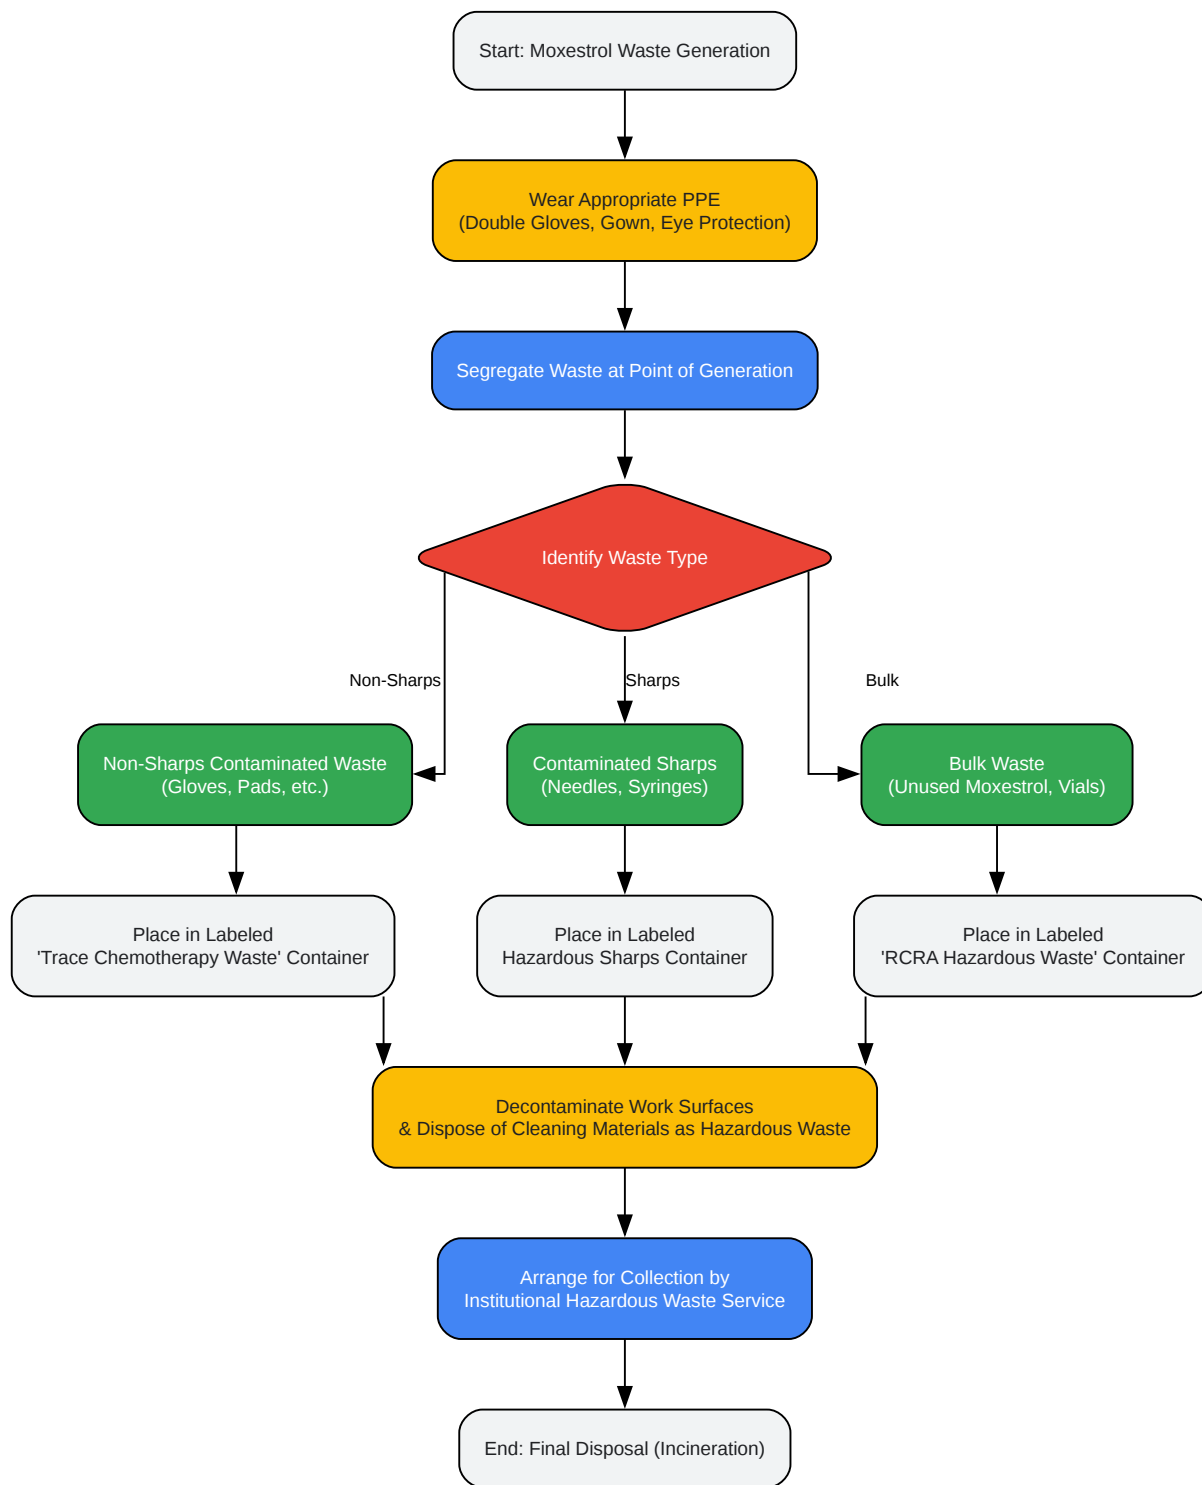 Start: Moxestrol Waste Generation
Wear Appropriate PPE
(Double Gloves, Gown, Eye Protection)
Segregate Waste at Point of Generation
Identify Waste Type
Non-Sharps
Sharps
Bulk
Non-Sharps Contaminated Waste
(Gloves, Pads, etc.)
Contaminated Sharps
(Needles, Syringes)
Bulk Waste
(Unused Moxestrol, Vials)
Place in Labeled
'Trace Chemotherapy Waste' Container
Place in Labeled
Hazardous Sharps Container
Place in Labeled
'RCRA Hazardous Waste' Container
Decontaminate Work Surfaces
& Dispose of Cleaning Materials as Hazardous Waste
Arrange for Collection by
Institutional Hazardous Waste Service
End: Final Disposal (Incineration)